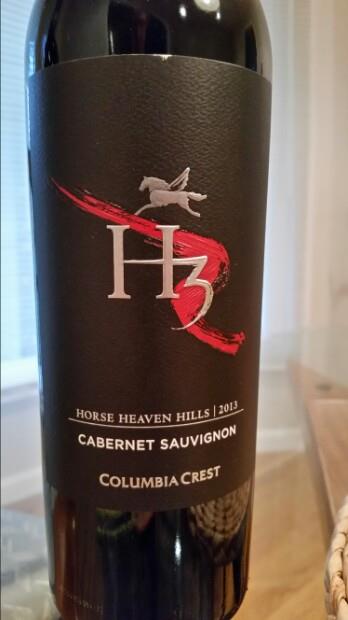 H3
HORSE HEAVEN HILLS | 2013
CABERNET SAUVIGNON
COLUMBIA CREST